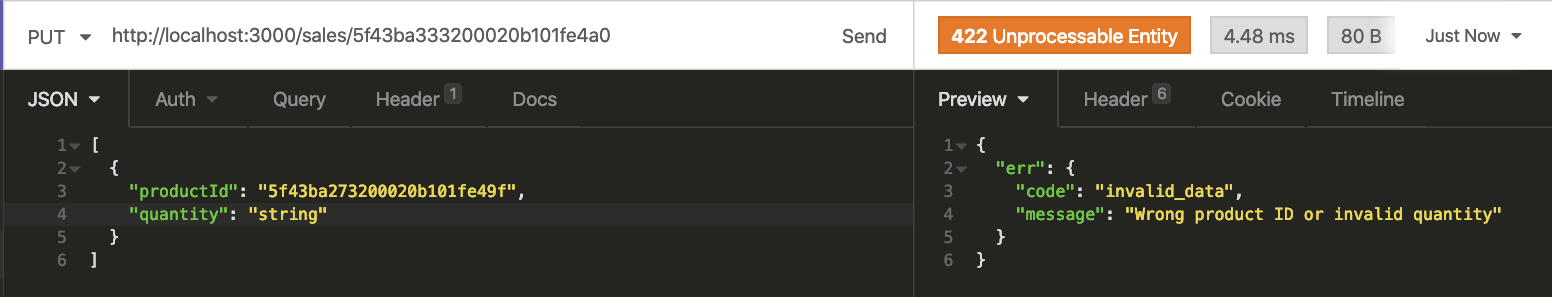 PUT http://localhost:3000/sales/5f43ba333200020b101fe4a0 Send
JSON Auth Query Header 1 Docs
1 [
2 {
3 "productId": "5f43ba273200020b101fe49f",
4 "quantity": "string"
5 }
6 ]
422 Unprocessable Entity 4.48 ms 80 B Just Now
Preview Header 6 Cookie Timeline
1 {
2 "err": {
3 "code": "invalid_data",
4 "message": "Wrong product ID or invalid quantity"
5 }
6 }